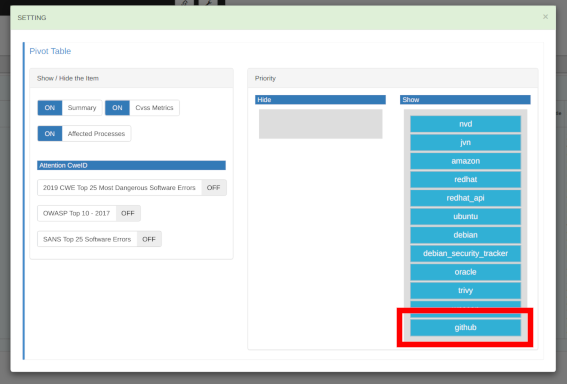 SETTING
×
Pivot Table
Show / Hide the Item
ON Summary ON Cvss Metrics
ON Affected Processes
Attention CweID
2019 CWE Top 25 Most Dangerous Software Errors OFF
OWASP Top 10 - 2017 OFF
SANS Top 25 Software Errors OFF
Priority
Hide
Show
nvd
jvn
amazon
redhat
redhat_api
ubuntu
debian
debian_security_tracker
oracle
trivy
github